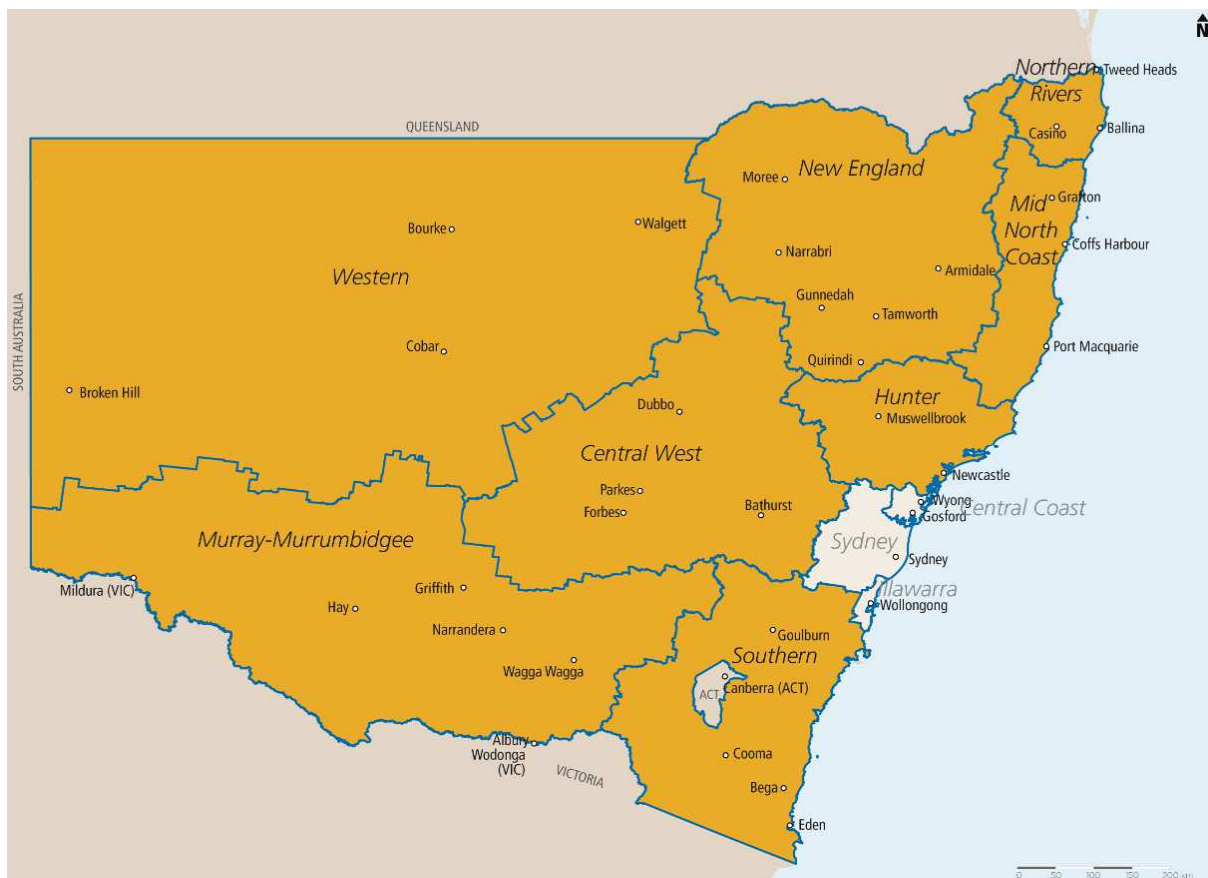 N
Northern
Rivers
Tweed Heads
Casino
Ballina
QUEENSLAND
New England
Moree
Mid
North
Coast
Grafton
Bourke
Walgett
Coffs Harbour
Narrabri
Armidale
Western
Gunnedah
Tamworth
SOUTH AUSTRALIA
Cobar
Quirindi
Port Macquarie
Broken Hill
Hunter
Muswellbrook
Dubbo
Central West
Newcastle
Parkes
Forbes
Bathurst
Wyong
Gosford
Central Coast
Sydney
Sydney
Murray-Murrumbidgee
Mildura (VIC)
Griffith
Hay
Illawarra
Wollongong
Narrandera
Goulburn
Southern
Wagga Wagga
ACT
Canberra (ACT)
Albury
Wodonga
(VIC)
VICTORIA
Cooma
Bega
Eden
0 50 100 150 200 KM